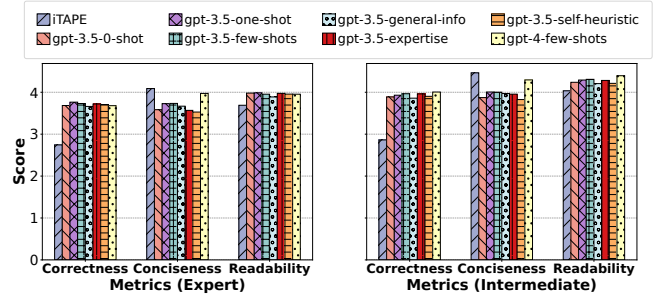 iTAPE
gpt-3.5-one-shot
gpt-3.5-general-info
gpt-3.5-self-heuristic
gpt-3.5-0-shot
gpt-3.5-few-shots
gpt-3.5-expertise
gpt-4-few-shots
Score
4
3
2
1
0
Correctness Conciseness Readability
Metrics (Expert)
Correctness Conciseness Readability
Metrics (Intermediate)